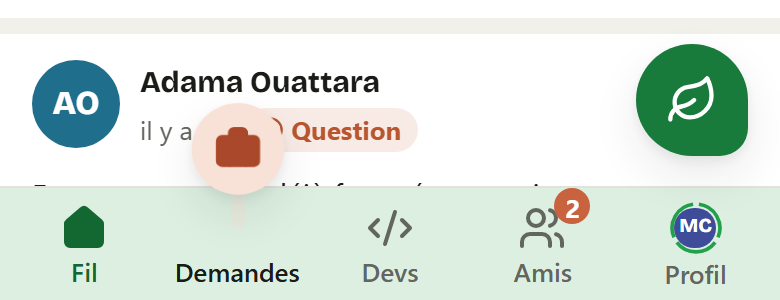 AO
Adama Ouattara
il y a
Question
Fil
Demandes
Devs
2
Amis
MC
Profil